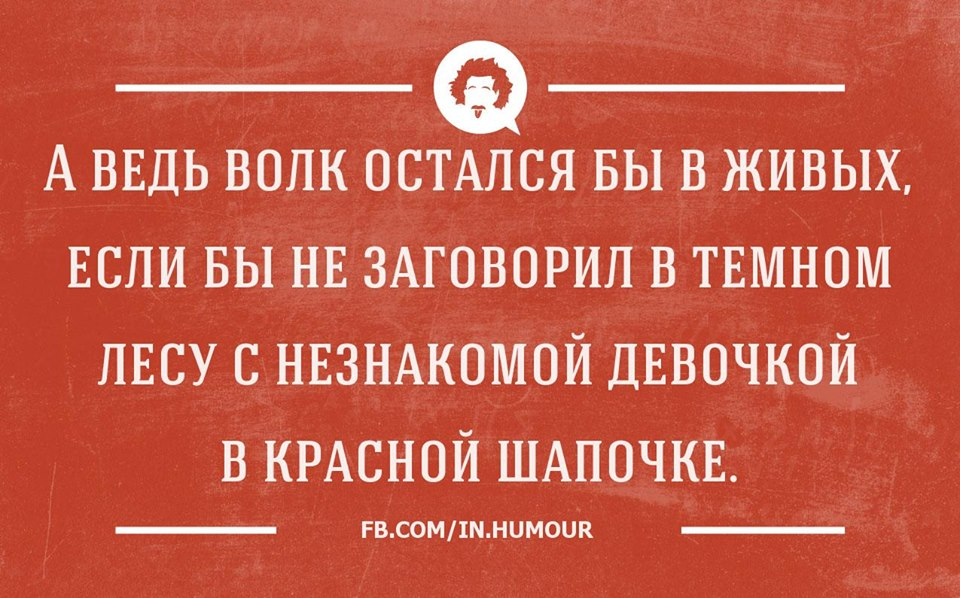 А ВЕДЬ ВОЛК ОСТАЛСЯ БЫ В ЖИВЫХ,
ЕСЛИ БЫ НЕ ЗАГОВОРИЛ В ТЕМНОМ
ЛЕСУ С НЕЗНАКОМОЙ ДЕВОЧКОЙ
В КРАСНОЙ ШАПОЧКЕ.
FB.COM/IN.HUMOUR